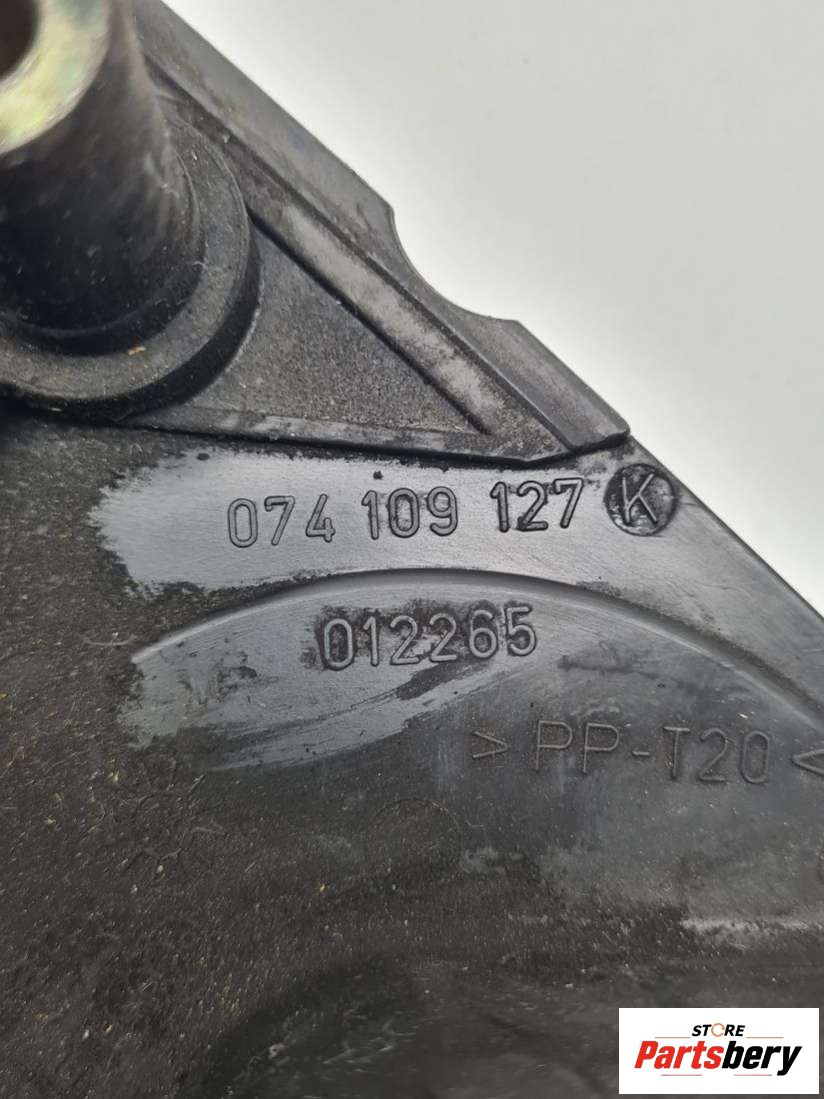 074 109 127 K
012265
> PP-T20 <
STORE
Partsbery